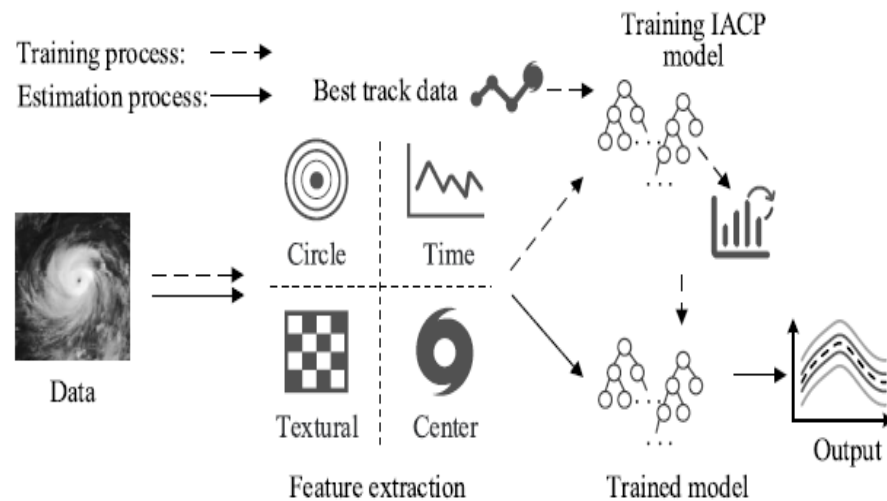 Training process:
Estimation process:
Best track data
Training IACP
model
Circle
Time
Data
Textural
Center
Output
Feature extraction
Trained model